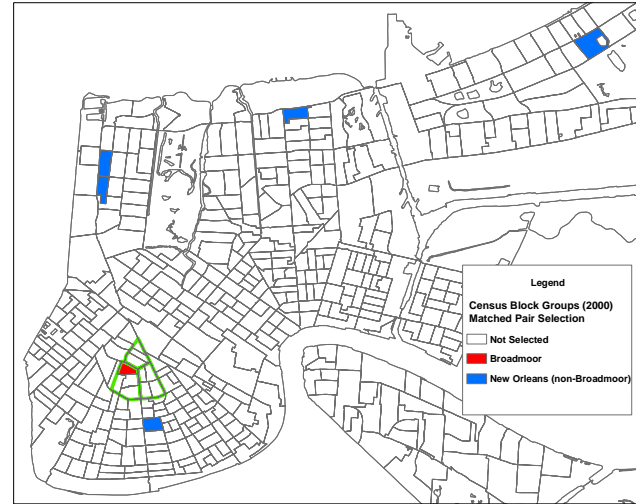 Legend
Census Block Groups (2000)
Matched Pair Selection
Not Selected
Broadmoor
New Orleans (non-Broadmoor)